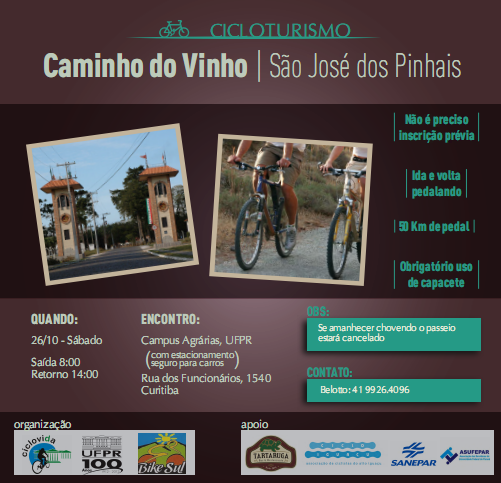 CICLOTURISMO
Caminho do Vinho | São José dos Pinhais
Não é preciso
inscrição prévia
Ida e volta
pedalando
50 Km de pedal
Obrigatório uso
de capacete
QUANDO:
26/10 - Sábado
Saída 8:00
Retorno 14:00
ENCONTRO:
Campus Agrárias, UFPR
(com estacionamento
seguro para carros)
Rua dos Funcionários, 1540
Curitiba
OBS:
Se amanhecer chovendo o passeio
estará cancelado
CONTATO:
Belotto: 41 9926.4096
organização
ciclovida
UFPR
100
BikeSul
apoio
TARTARUGA
SANEPAR
ASUFEPAR